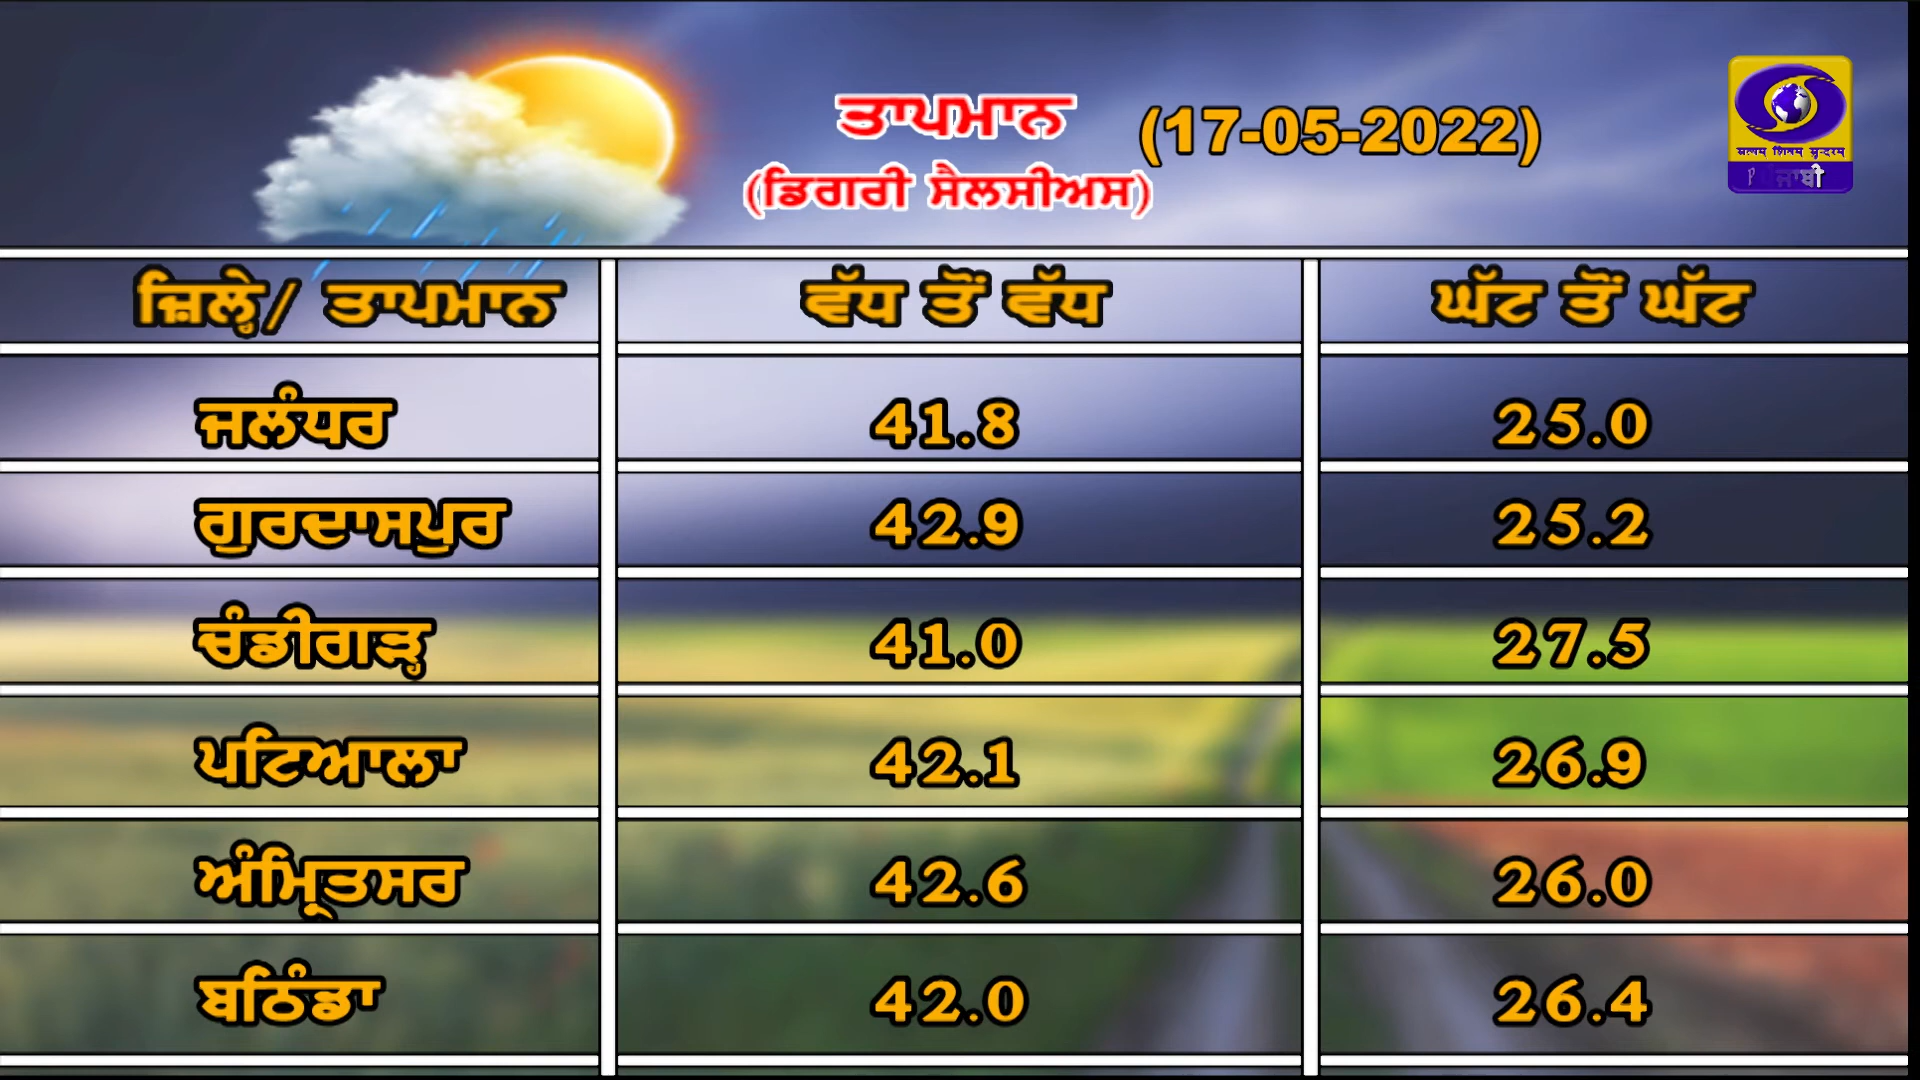 ਤਾਪਮਾਨ (17-05-2022)
(ਡਿਗਰੀ ਸੈਲਸੀਅਸ)
ਜ਼ਿਲ੍ਹੇ/ ਤਾਪਮਾਨ ਵੱਧ ਤੋਂ ਵੱਧ ਘੱਟ ਤੋਂ ਘੱਟ
ਜਲੰਧਰ 41.8 25.0
ਗੁਰਦਾਸਪੁਰ 42.9 25.2
ਚੰਡੀਗੜ੍ਹ 41.0 27.5
ਪਟਿਆਲਾ 42.1 26.9
ਅੰਮ੍ਰਿਤਸਰ 42.6 26.0
ਬਠਿੰਡਾ 42.0 26.4